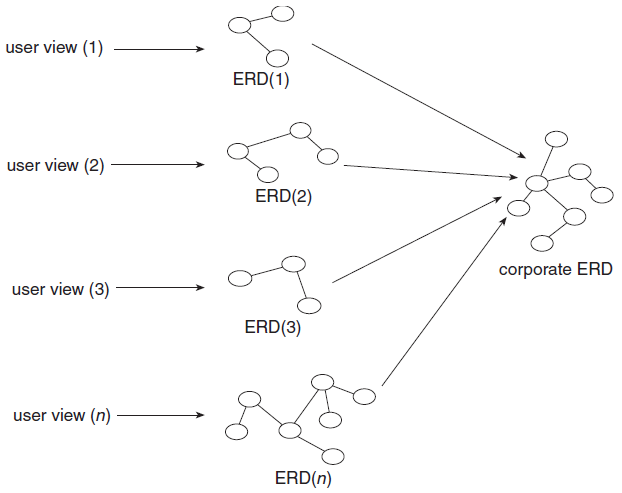 user view (1)
ERD(1)
user view (2)
ERD(2)
corporate ERD
user view (3)
ERD(3)
user view (n)
ERD(n)